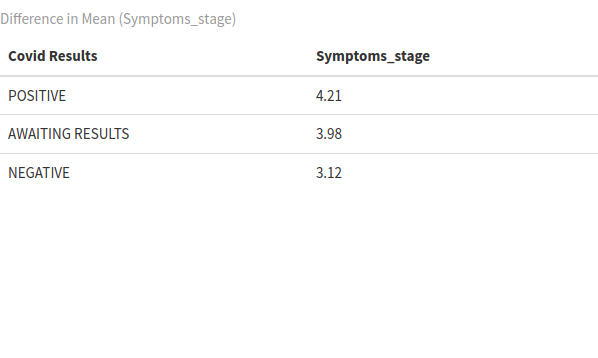 Difference in Mean (Symptoms_stage)
Covid Results Symptoms_stage
POSITIVE 4.21
AWAITING RESULTS 3.98
NEGATIVE 3.12